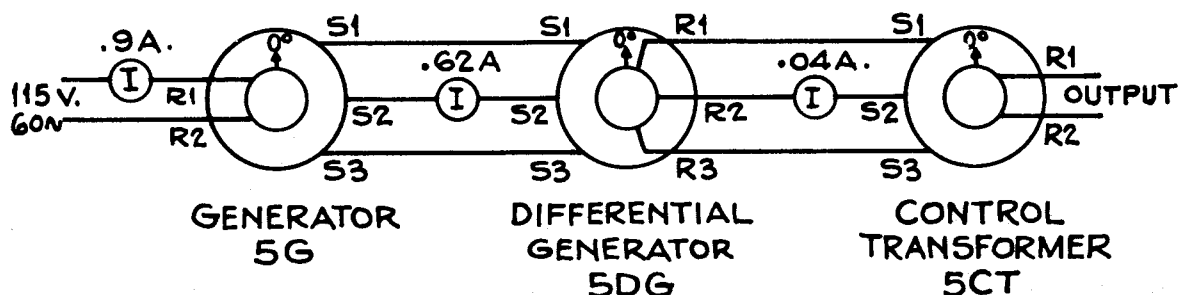 .9A.
I
115 V.
60~
R1
R2
0°
S1
S2
S3
.62A
I
S1
S2
S3
0°
R1
R2
R3
.04A.
I
S1
S2
S3
0°
R1
OUTPUT
R2
GENERATOR
5G
DIFFERENTIAL
GENERATOR
5DG
CONTROL
TRANSFORMER
5CT